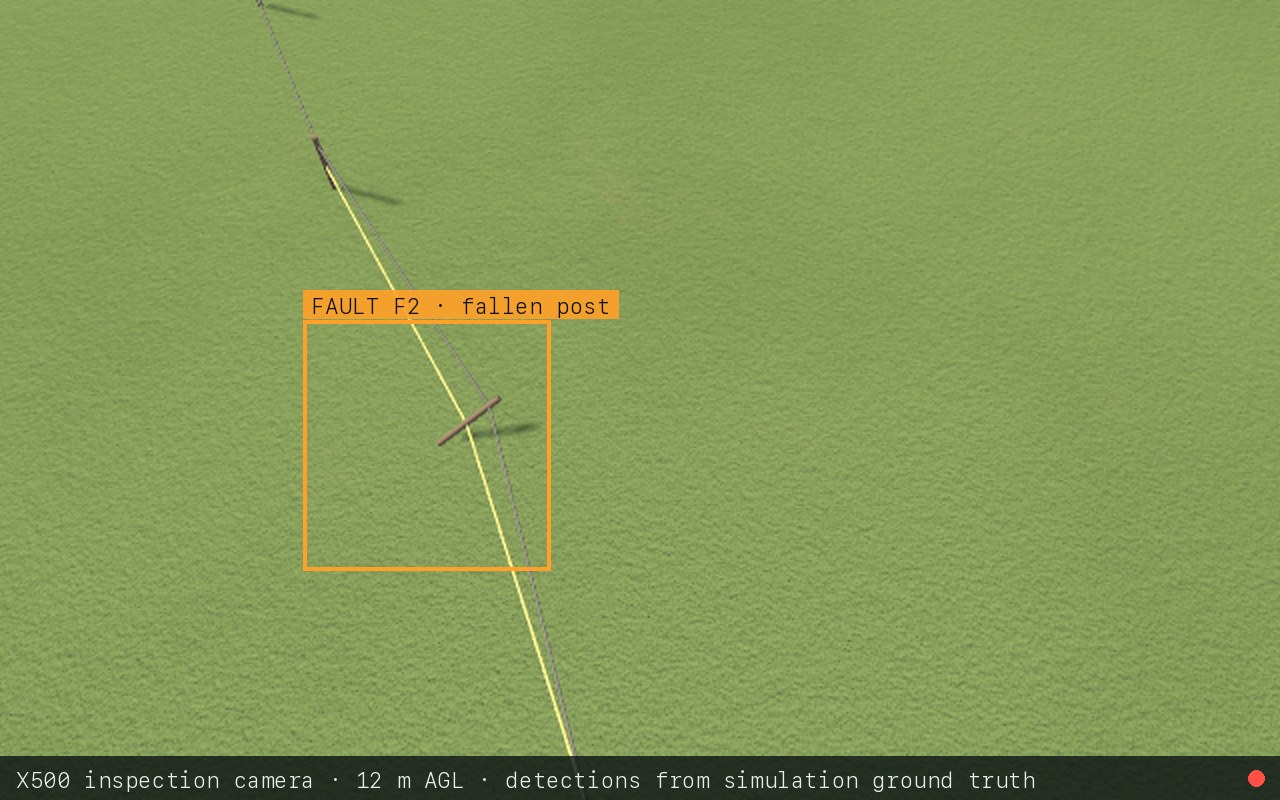 FAULT F2 · fallen post
X500 inspection camera · 12 m AGL · detections from simulation ground truth